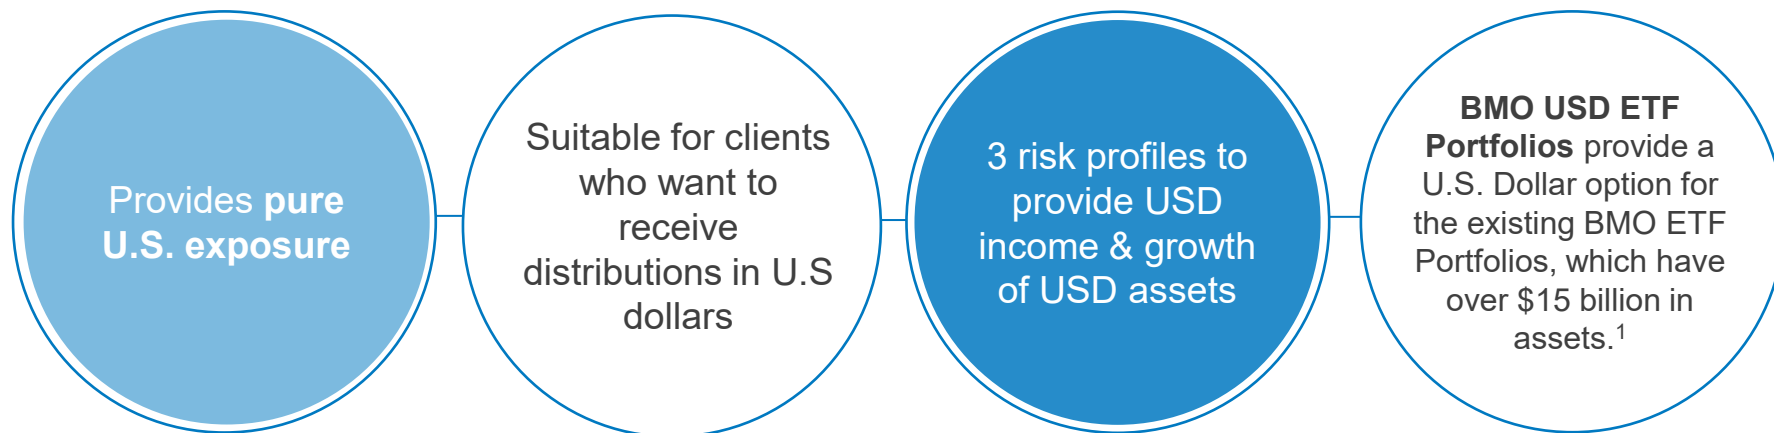 Provides pure
U.S. exposure
Suitable for clients
who want to
receive
distributions in U.S
dollars
3 risk profiles to
provide USD
income & growth
of USD assets
BMO USD ETF
Portfolios provide a
U.S. Dollar option for
the existing BMO ETF
Portfolios, which have
over $15 billion in
assets.1